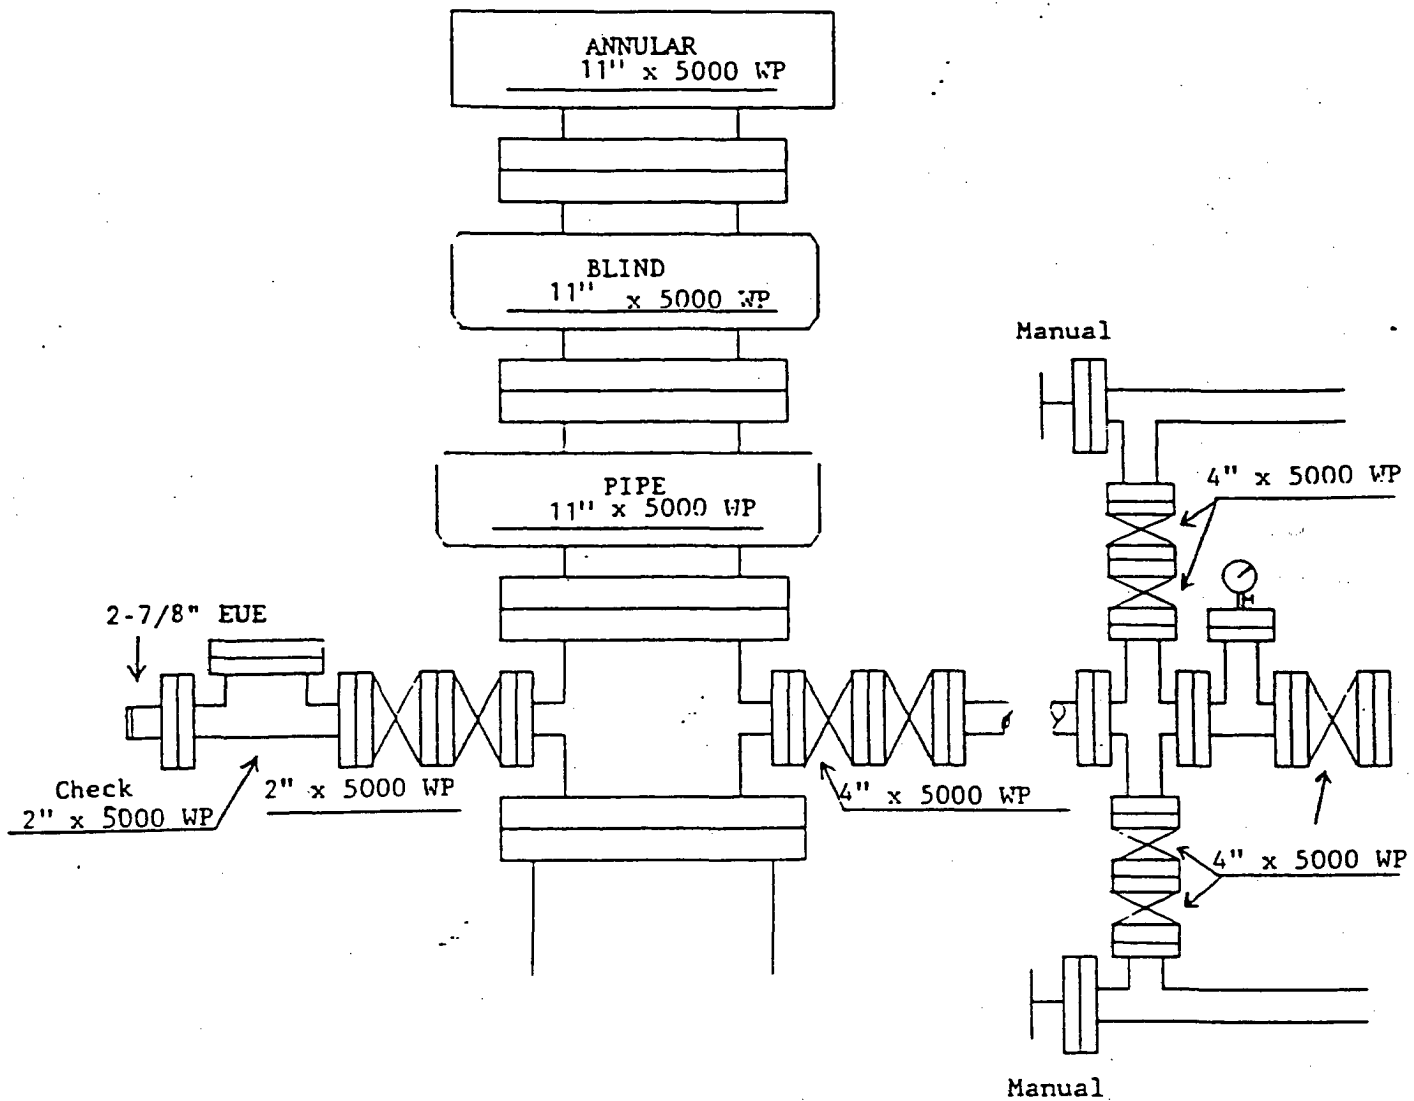 ANNULAR
11" x 5000 WP
BLIND
11" x 5000 WP
Manual
PIPE
11" x 5000 WP
4" x 5000 WP
2-7/8" EUE
Check
2" x 5000 WP
2" x 5000 WP
4" x 5000 WP
4" x 5000 WP
Manual